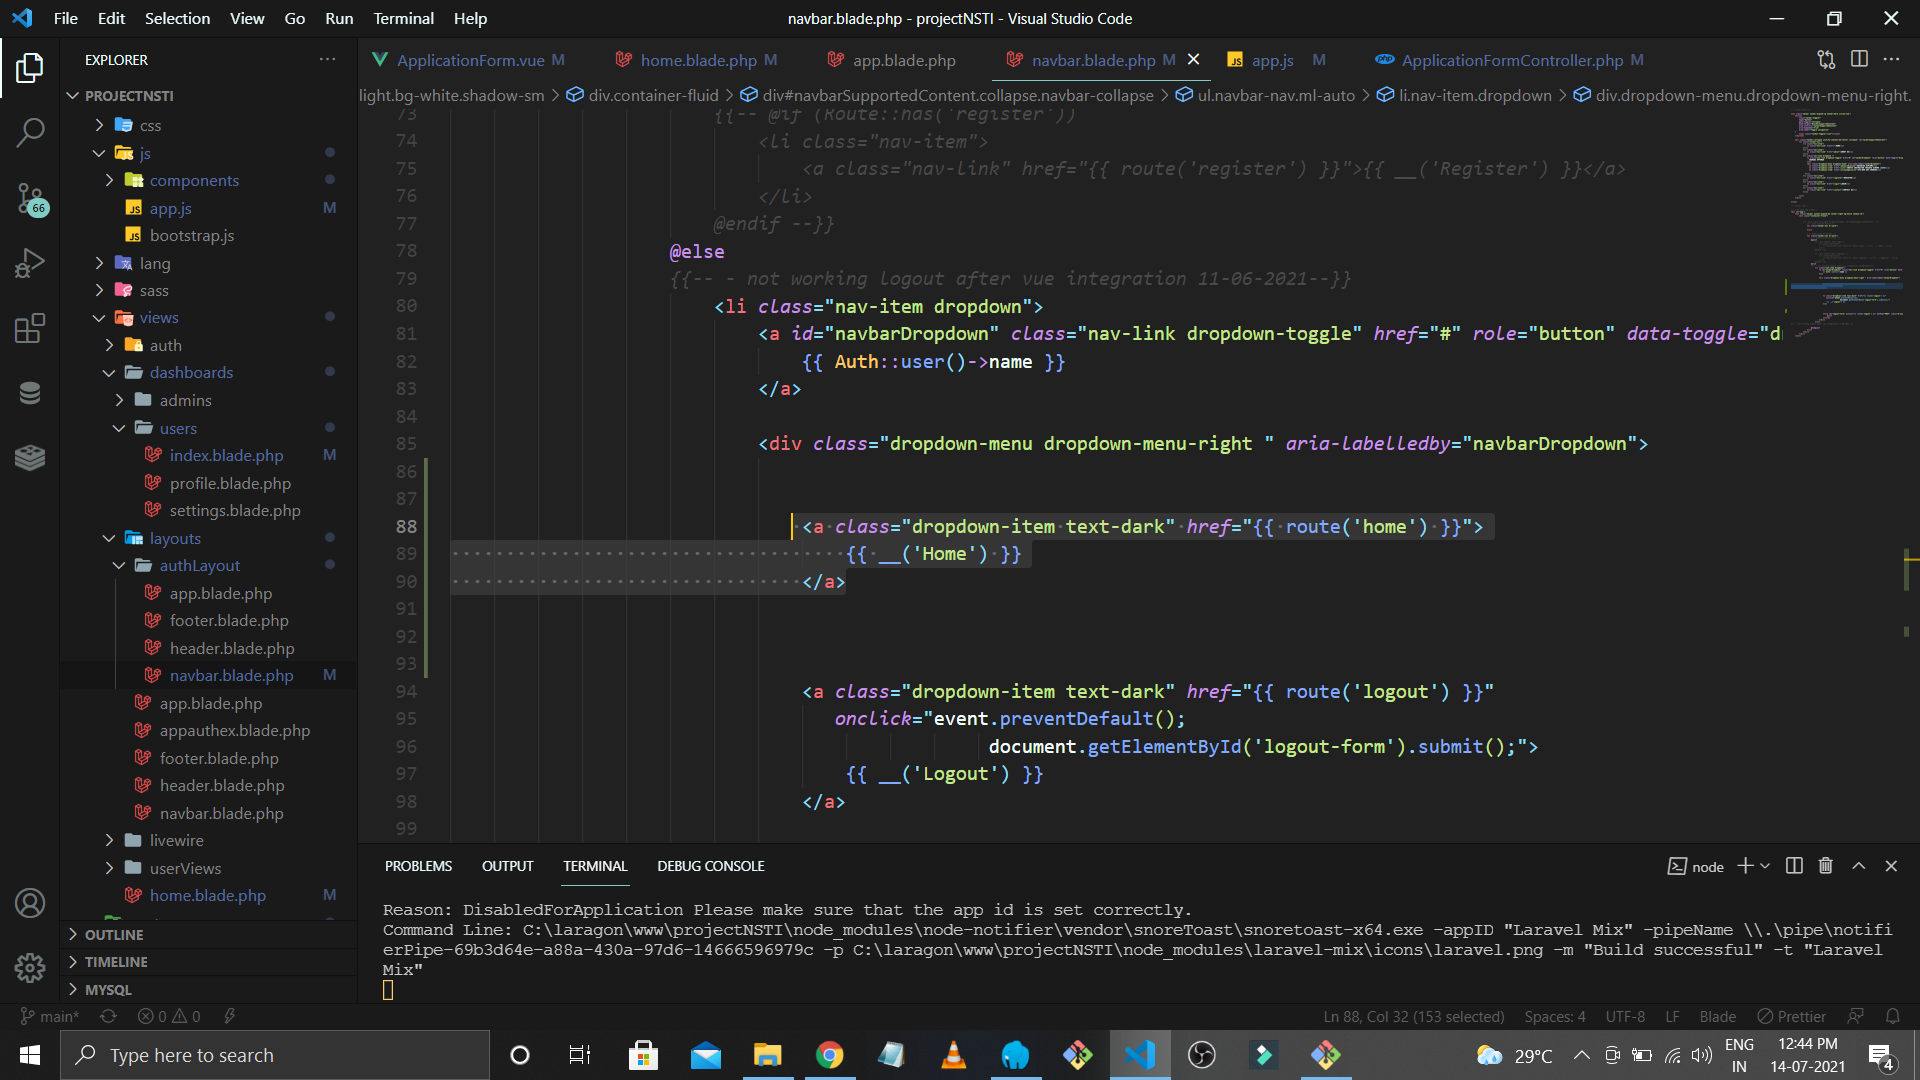 File Edit Selection View Go Run Terminal Help
navbar.blade.php - projectNSTI - Visual Studio Code
EXPLORER
PROJECTNSTI
css
js
components
app.js M
bootstrap.js
lang
sass
views
auth
dashboards
admins
users
index.blade.php M
profile.blade.php
settings.blade.php
layouts
authLayout
app.blade.php
footer.blade.php
header.blade.php
navbar.blade.php M
app.blade.php
appauthex.blade.php
footer.blade.php
header.blade.php
navbar.blade.php
livewire
userViews
home.blade.php M
OUTLINE
TIMELINE
MYSQL
66
ApplicationForm.vue M home.blade.php M app.blade.php navbar.blade.php M app.js M ApplicationFormController.php M
light.bg-white.shadow-sm > div.container-fluid > div#navbarSupportedContent.collapse.navbar-collapse > ul.navbar-nav.ml-auto > li.nav-item.dropdown > div.dropdown-menu.dropdown-menu-right.
73 {{-- @if (Route::has('register'))
74 <li class="nav-item">
75 <a class="nav-link" href="{{ route('register') }}">{{ __('Register') }}</a>
76 </li>
77 @endif --}}
78 @else
79 {{-- - not working logout after vue integration 11-06-2021--}}
80 <li class="nav-item dropdown">
81 <a id="navbarDropdown" class="nav-link dropdown-toggle" href="#" role="button" data-toggle="d
82 {{ Auth::user()->name }}
83 </a>
84
85 <div class="dropdown-menu dropdown-menu-right " aria-labelledby="navbarDropdown">
86
87
88 <a class="dropdown-item text-dark" href="{{ route('home') }}">
89 {{ __('Home') }}
90 </a>
91
92
93
94 <a class="dropdown-item text-dark" href="{{ route('logout') }}"
95 onclick="event.preventDefault();
96 document.getElementById('logout-form').submit();">
97 {{ __('Logout') }}
98 </a>
99
PROBLEMS OUTPUT TERMINAL DEBUG CONSOLE
node
Reason: DisabledForApplication Please make sure that the app id is set correctly.
Command Line: C:\laragon\www\projectNSTI\node_modules\node-notifier\vendor\snoreToast\snoretoast-x64.exe -appID "Laravel Mix" -pipeName \\.\pipe\notifi
erPipe-69b3d64e-a88a-430a-97d6-14666596979c -p C:\laragon\www\projectNSTI\node_modules\laravel-mix\icons\laravel.png -m "Build successful" -t "Laravel
Mix"
main* 0 0 Ln 88, Col 32 (153 selected) Spaces: 4 UTF-8 LF Blade Prettier
Type here to search
29°C
ENG
IN
12:44 PM
14-07-2021
4